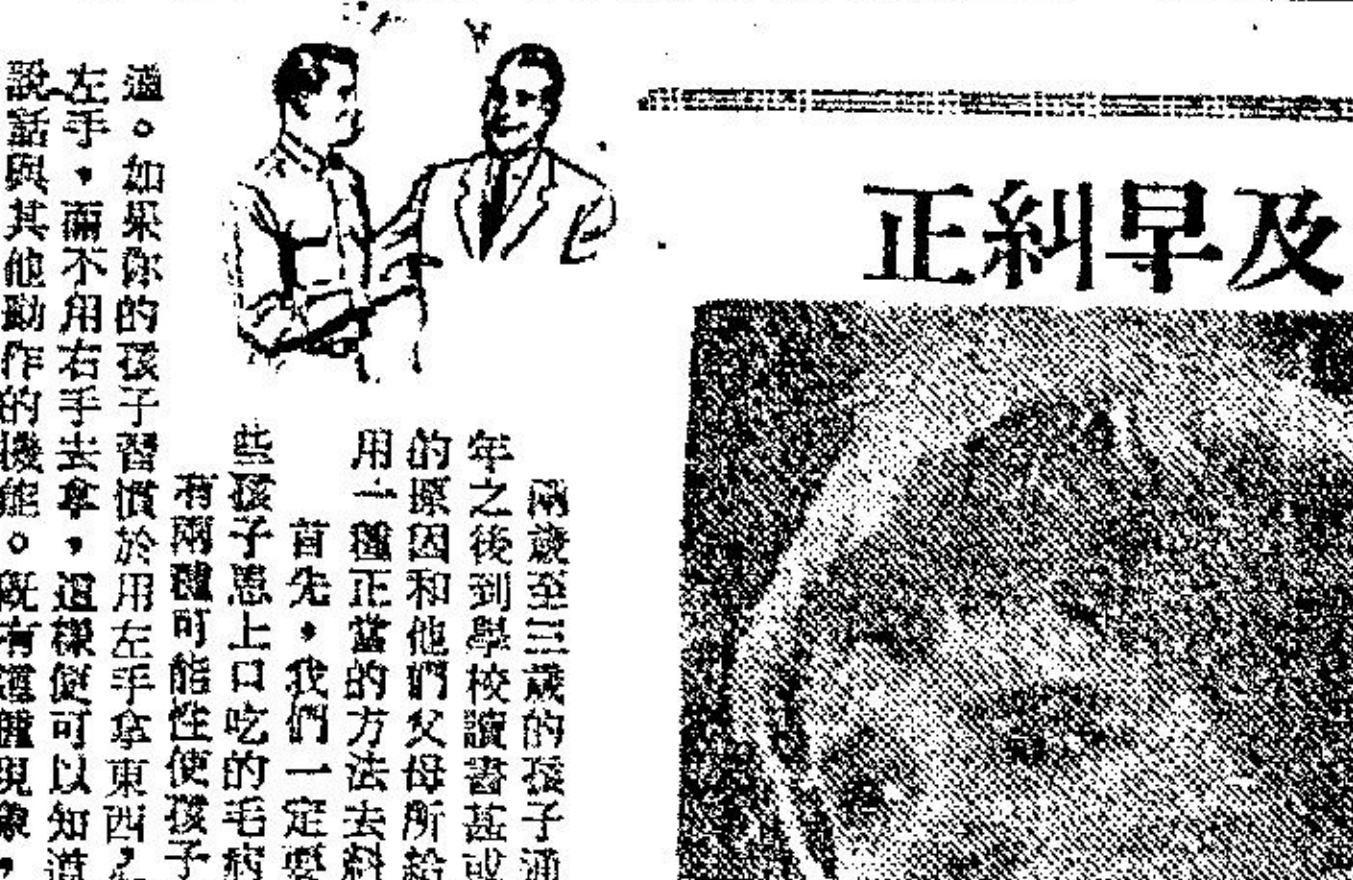 及早糾正
兩歲至三歲的孩子通
年之後到學校讀書甚或
的原因和他們父母所給
用一種正當的方法去糾
首先，我們一定要
些孩子患上口吃的毛病
有兩種可能性使孩子
道。如果你的孩子習慣於用左手拿東西，
左手，而不用右手去拿，這樣便可以知道
說話與其他動作的機能。既有這種現象，